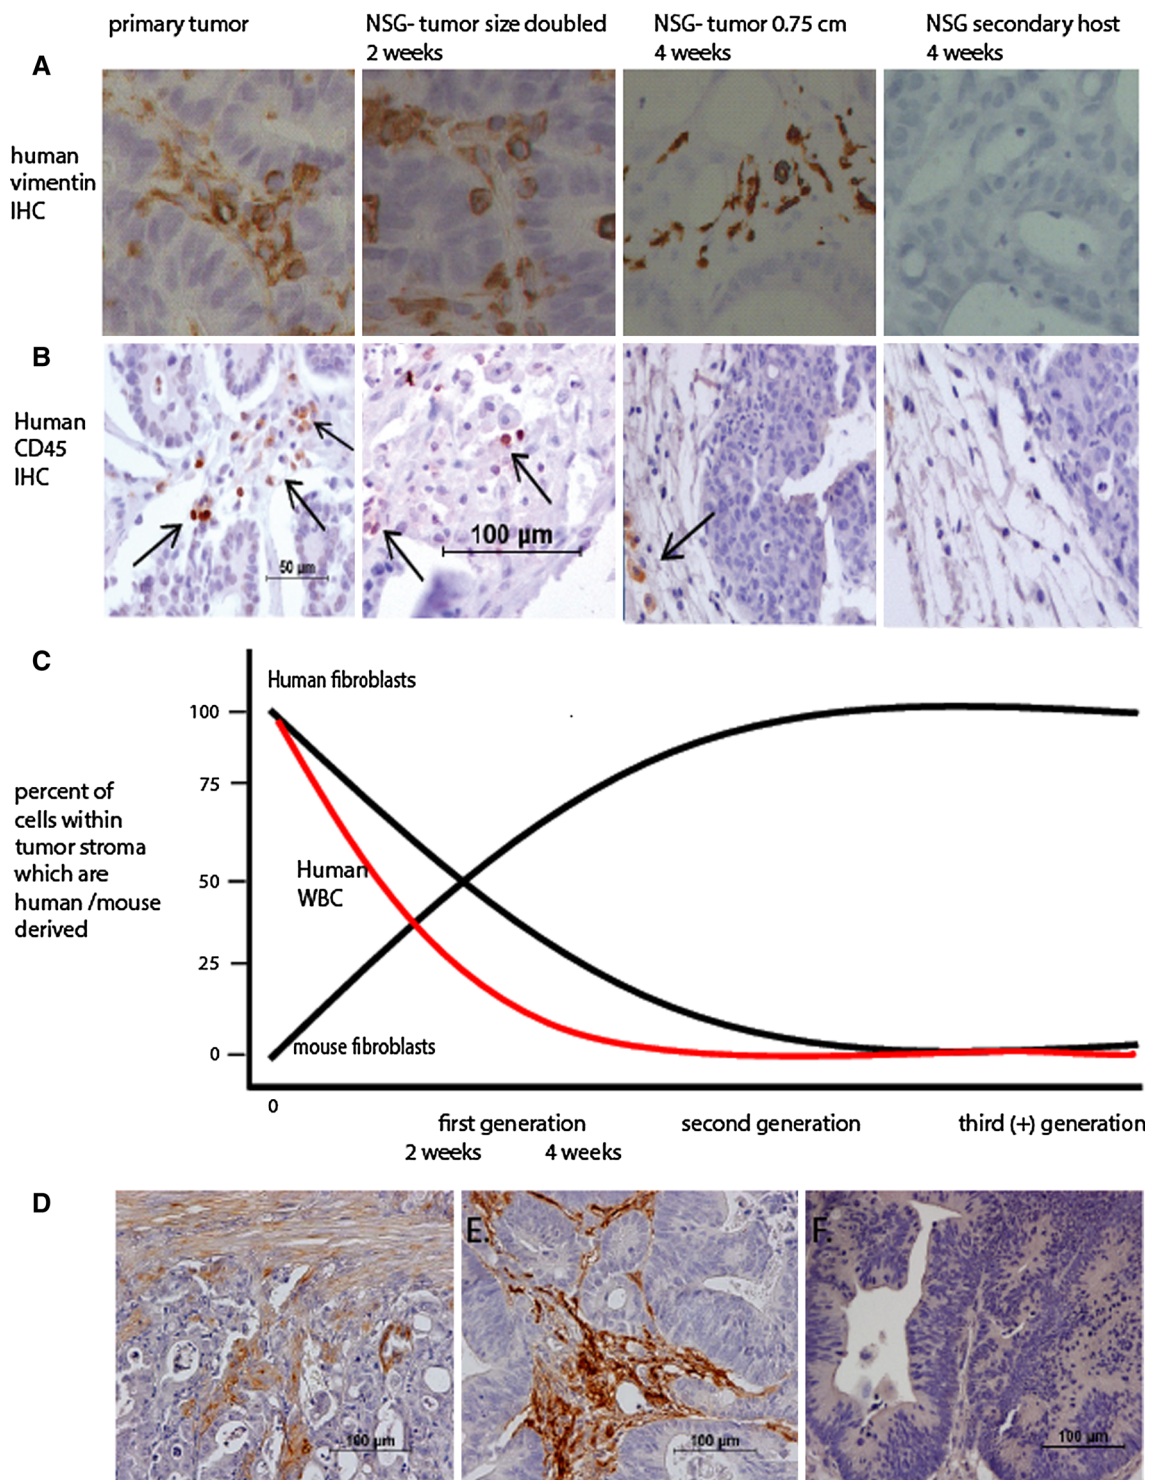 primary tumor
NSG- tumor size doubled
2 weeks
NSG- tumor 0.75 cm
4 weeks
NSG secondary host
4 weeks
A
human
vimentin
IHC
B
Human
CD45
IHC
50 µm
100 µm
C
Human fibroblasts
100
75
50
25
0
percent of
cells within
tumor stroma
which are
human /mouse
derived
Human
WBC
mouse fibroblasts
0
first generation
second generation
third (+) generation
2 weeks
4 weeks
D
E.
F.
100 µm
100 µm
100 µm